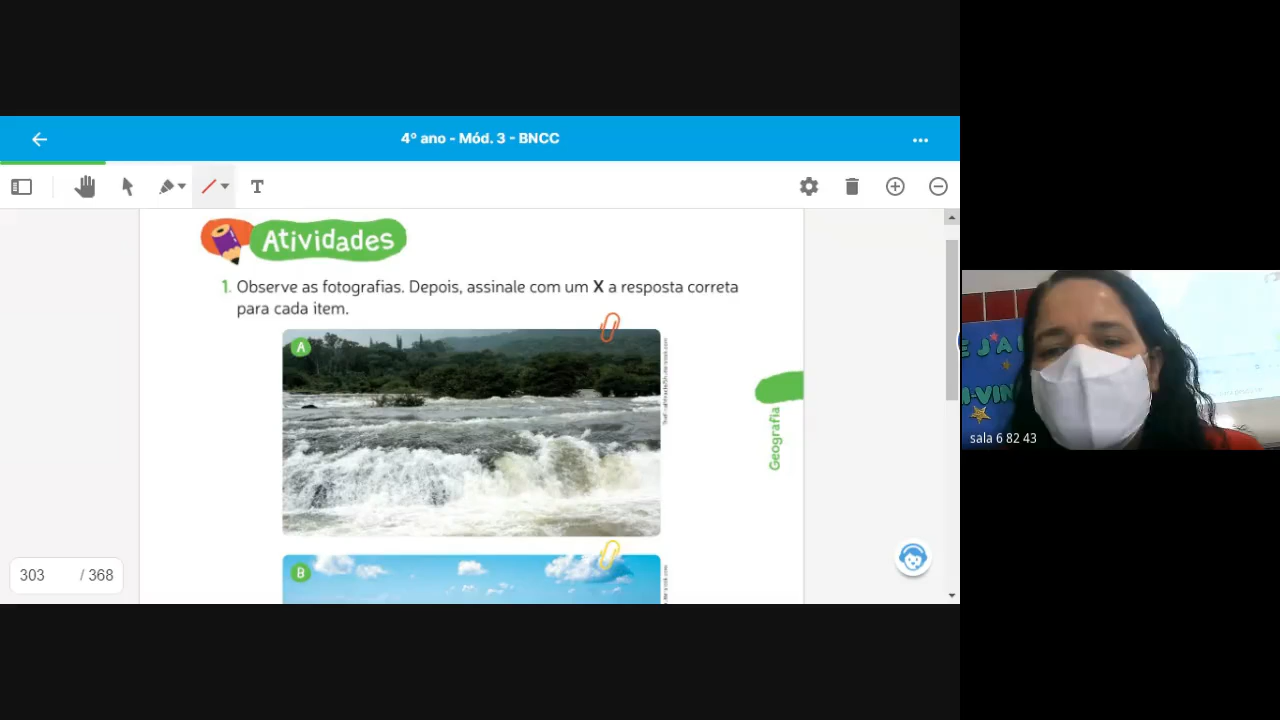 4º ano - Mód. 3 - BNCC
T
Atividades
1. Observe as fotografias. Depois, assinale com um X a resposta correta
para cada item.
A
Geografia
B
303 / 368
sala 6 82 43